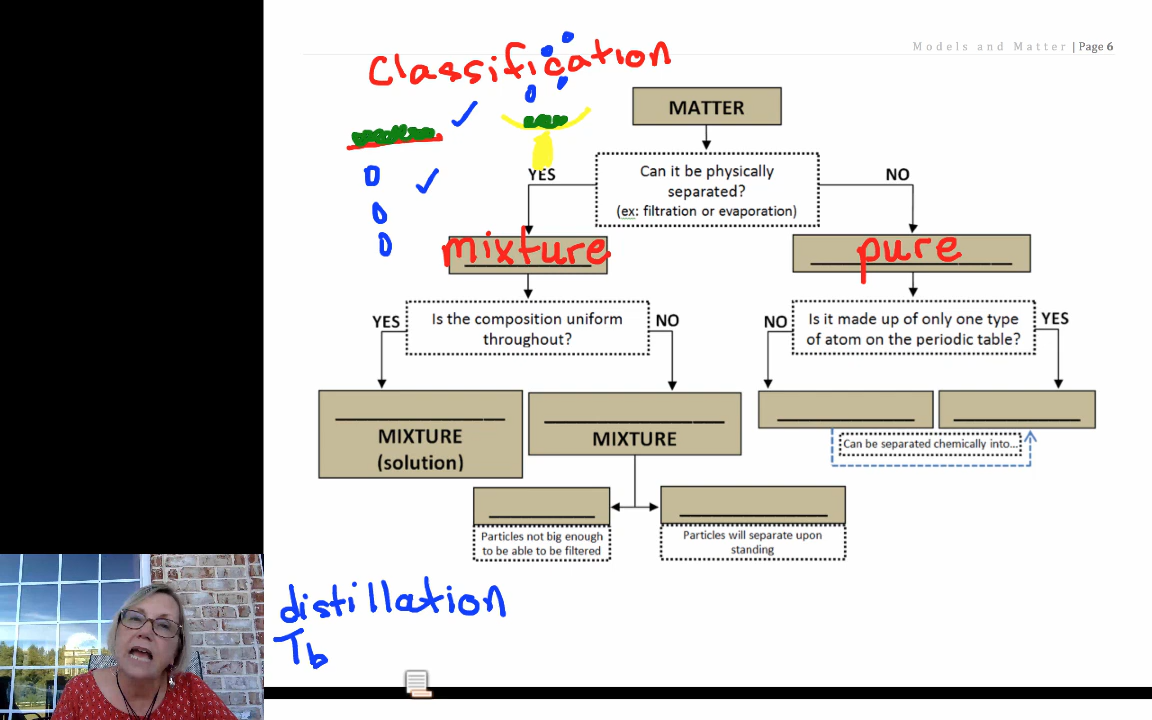 Models and Matter | Page 6
Classification
MATTER
Can it be physically
separated?
(ex: filtration or evaporation)
YES
NO
mixture
pure
Is the composition uniform
throughout?
YES
NO
Is it made up of only one type
of atom on the periodic table?
NO
YES
MIXTURE
(solution)
MIXTURE
Can be separated chemically into...
Particles not big enough
to be able to be filtered
Particles will separate upon
standing
distillation
Tb